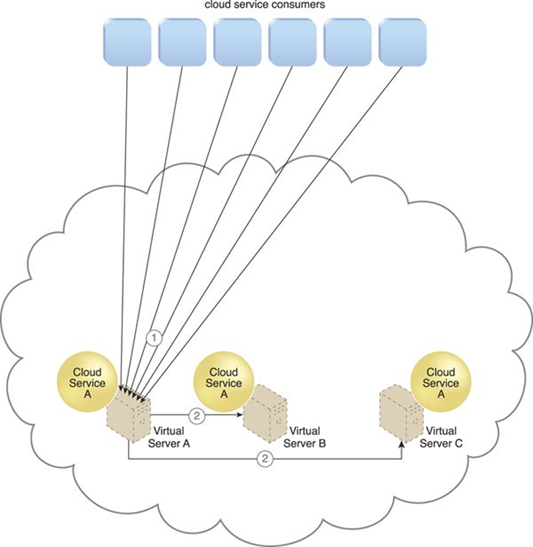 cloud service consumers
1
Cloud
Service
A
Cloud
Service
A
Cloud
Service
A
2
Virtual
Server A
Virtual
Server B
Virtual
Server C
2